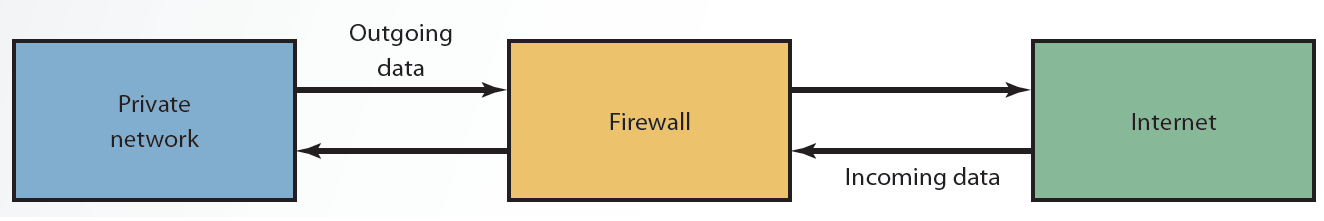 Outgoing
data
Private
network
Firewall
Internet
Incoming data